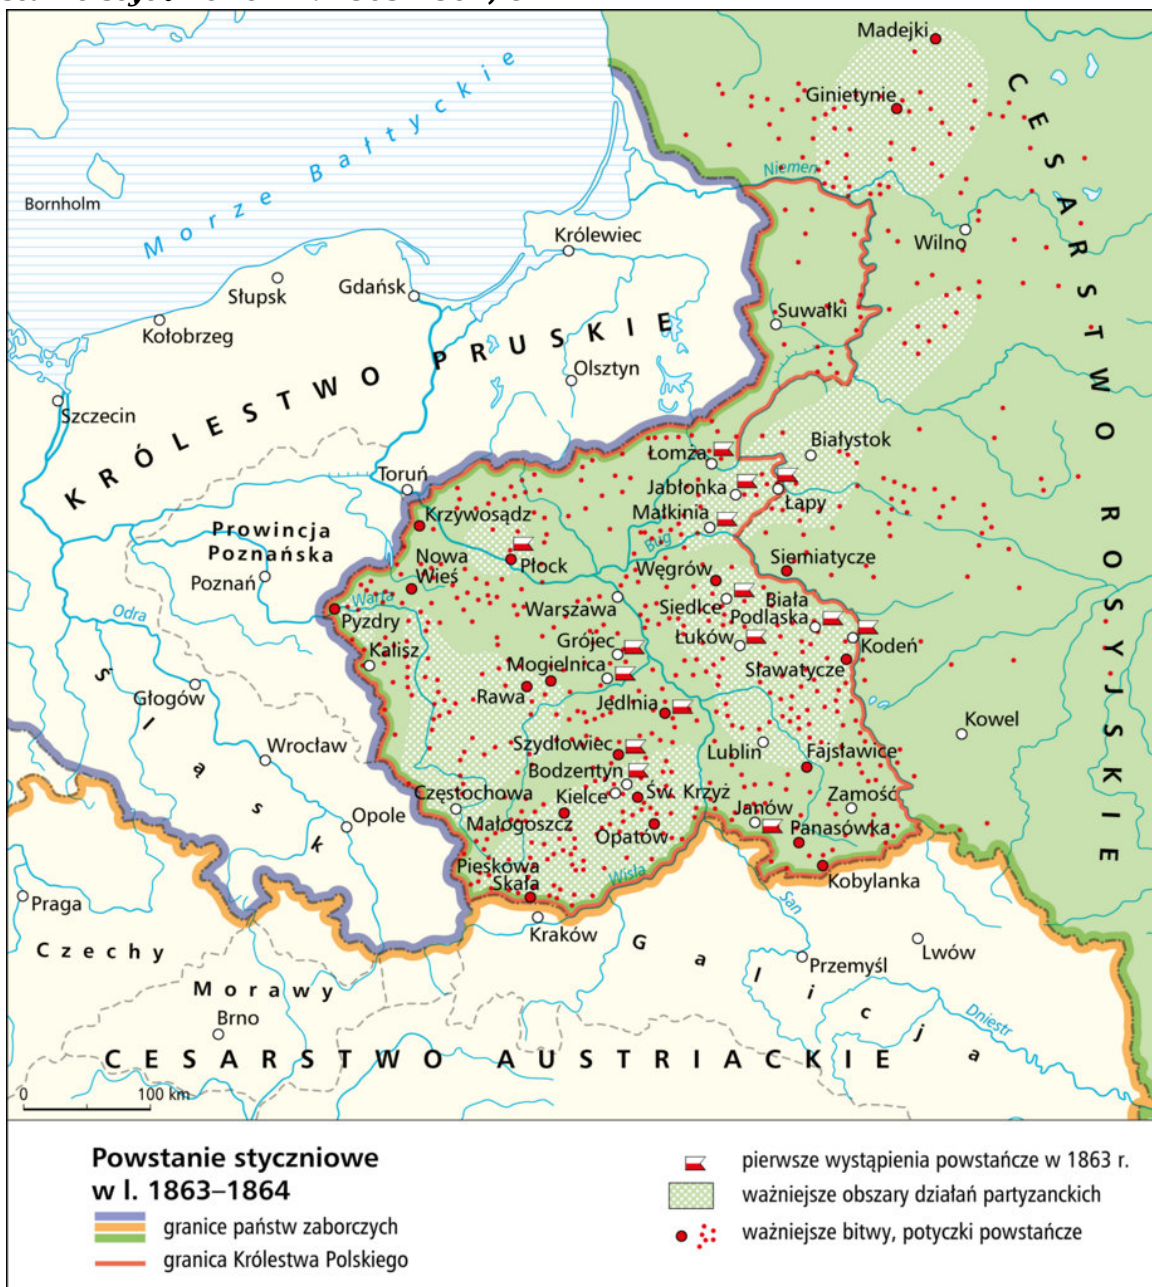 Madejki
Ginietynie
CESARSTWO ROSYJSKIE
Morze Bałtyckie
Niemen
Bornholm
Wilno
Królewiec
Słupsk
Gdańsk
Suwałki
Kołobrzeg
KRÓLESTWO PRUSKIE
Olsztyn
Szczecin
Białystok
Łomża
Toruń
Jabłonka
Łapy
Krzywosądz
Małkinia
Prowincja
Poznańska
Bug
Nowa
Wieś
Płock
Węgrów
Siemiatycze
Poznań
Warta
Warszawa
Siedlce
Biała
Podlaska
Odra
Pyzdry
Grójec
Łuków
Kodeń
Kalisz
Mogielnica
Sławatycze
Śląsk
Głogów
Rawa
Jedlnia
Kowel
Wrocław
Szydłowiec
Lublin
Fajsławice
Bodzentyn
Częstochowa
Kielce
Św. Krzyż
Janów
Zamość
Opole
Małogoszcz
Opatów
Panasówka
Pieskowa
Skała
Wisła
Kobylanka
Praga
San
Kraków
Galicja
Lwów
Czechy
Przemyśl
Morawy
Dniestr
Brno
CESARSTWO AUSTRIACKIE
0 100 km
Powstanie styczniowe
w l. 1863–1864
granice państw zaborczych
granica Królestwa Polskiego
pierwsze wystąpienia powstańcze w 1863 r.
ważniejsze obszary działań partyzanckich
ważniejsze bitwy, potyczki powstańcze